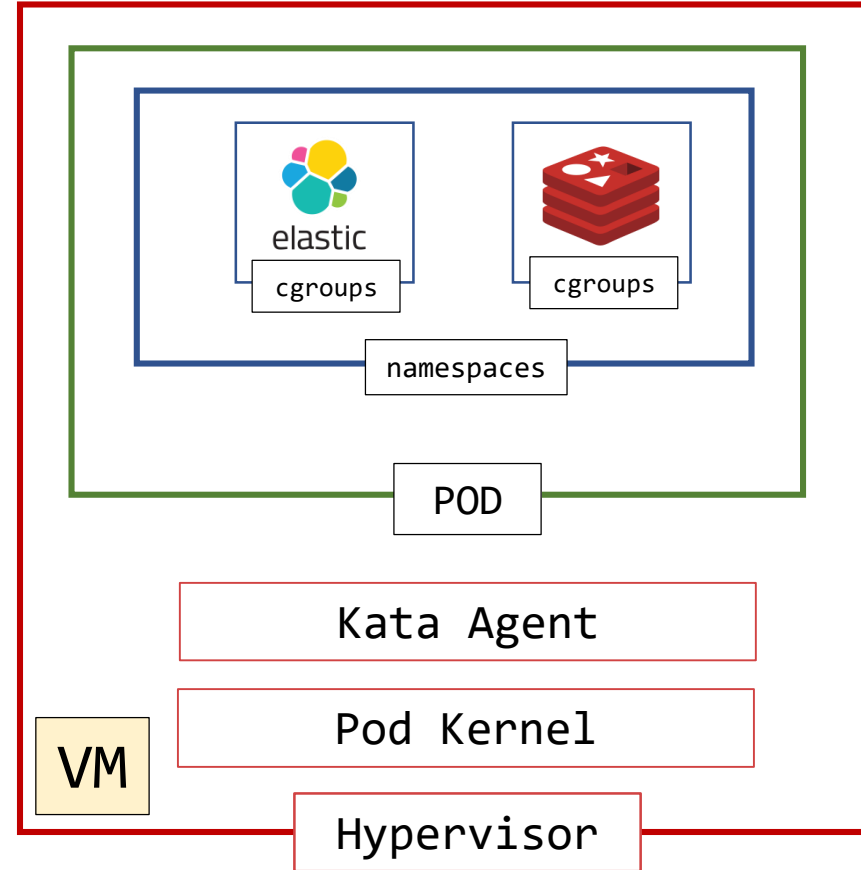 elastic
cgroups
cgroups
namespaces
POD
Kata Agent
Pod Kernel
VM
Hypervisor